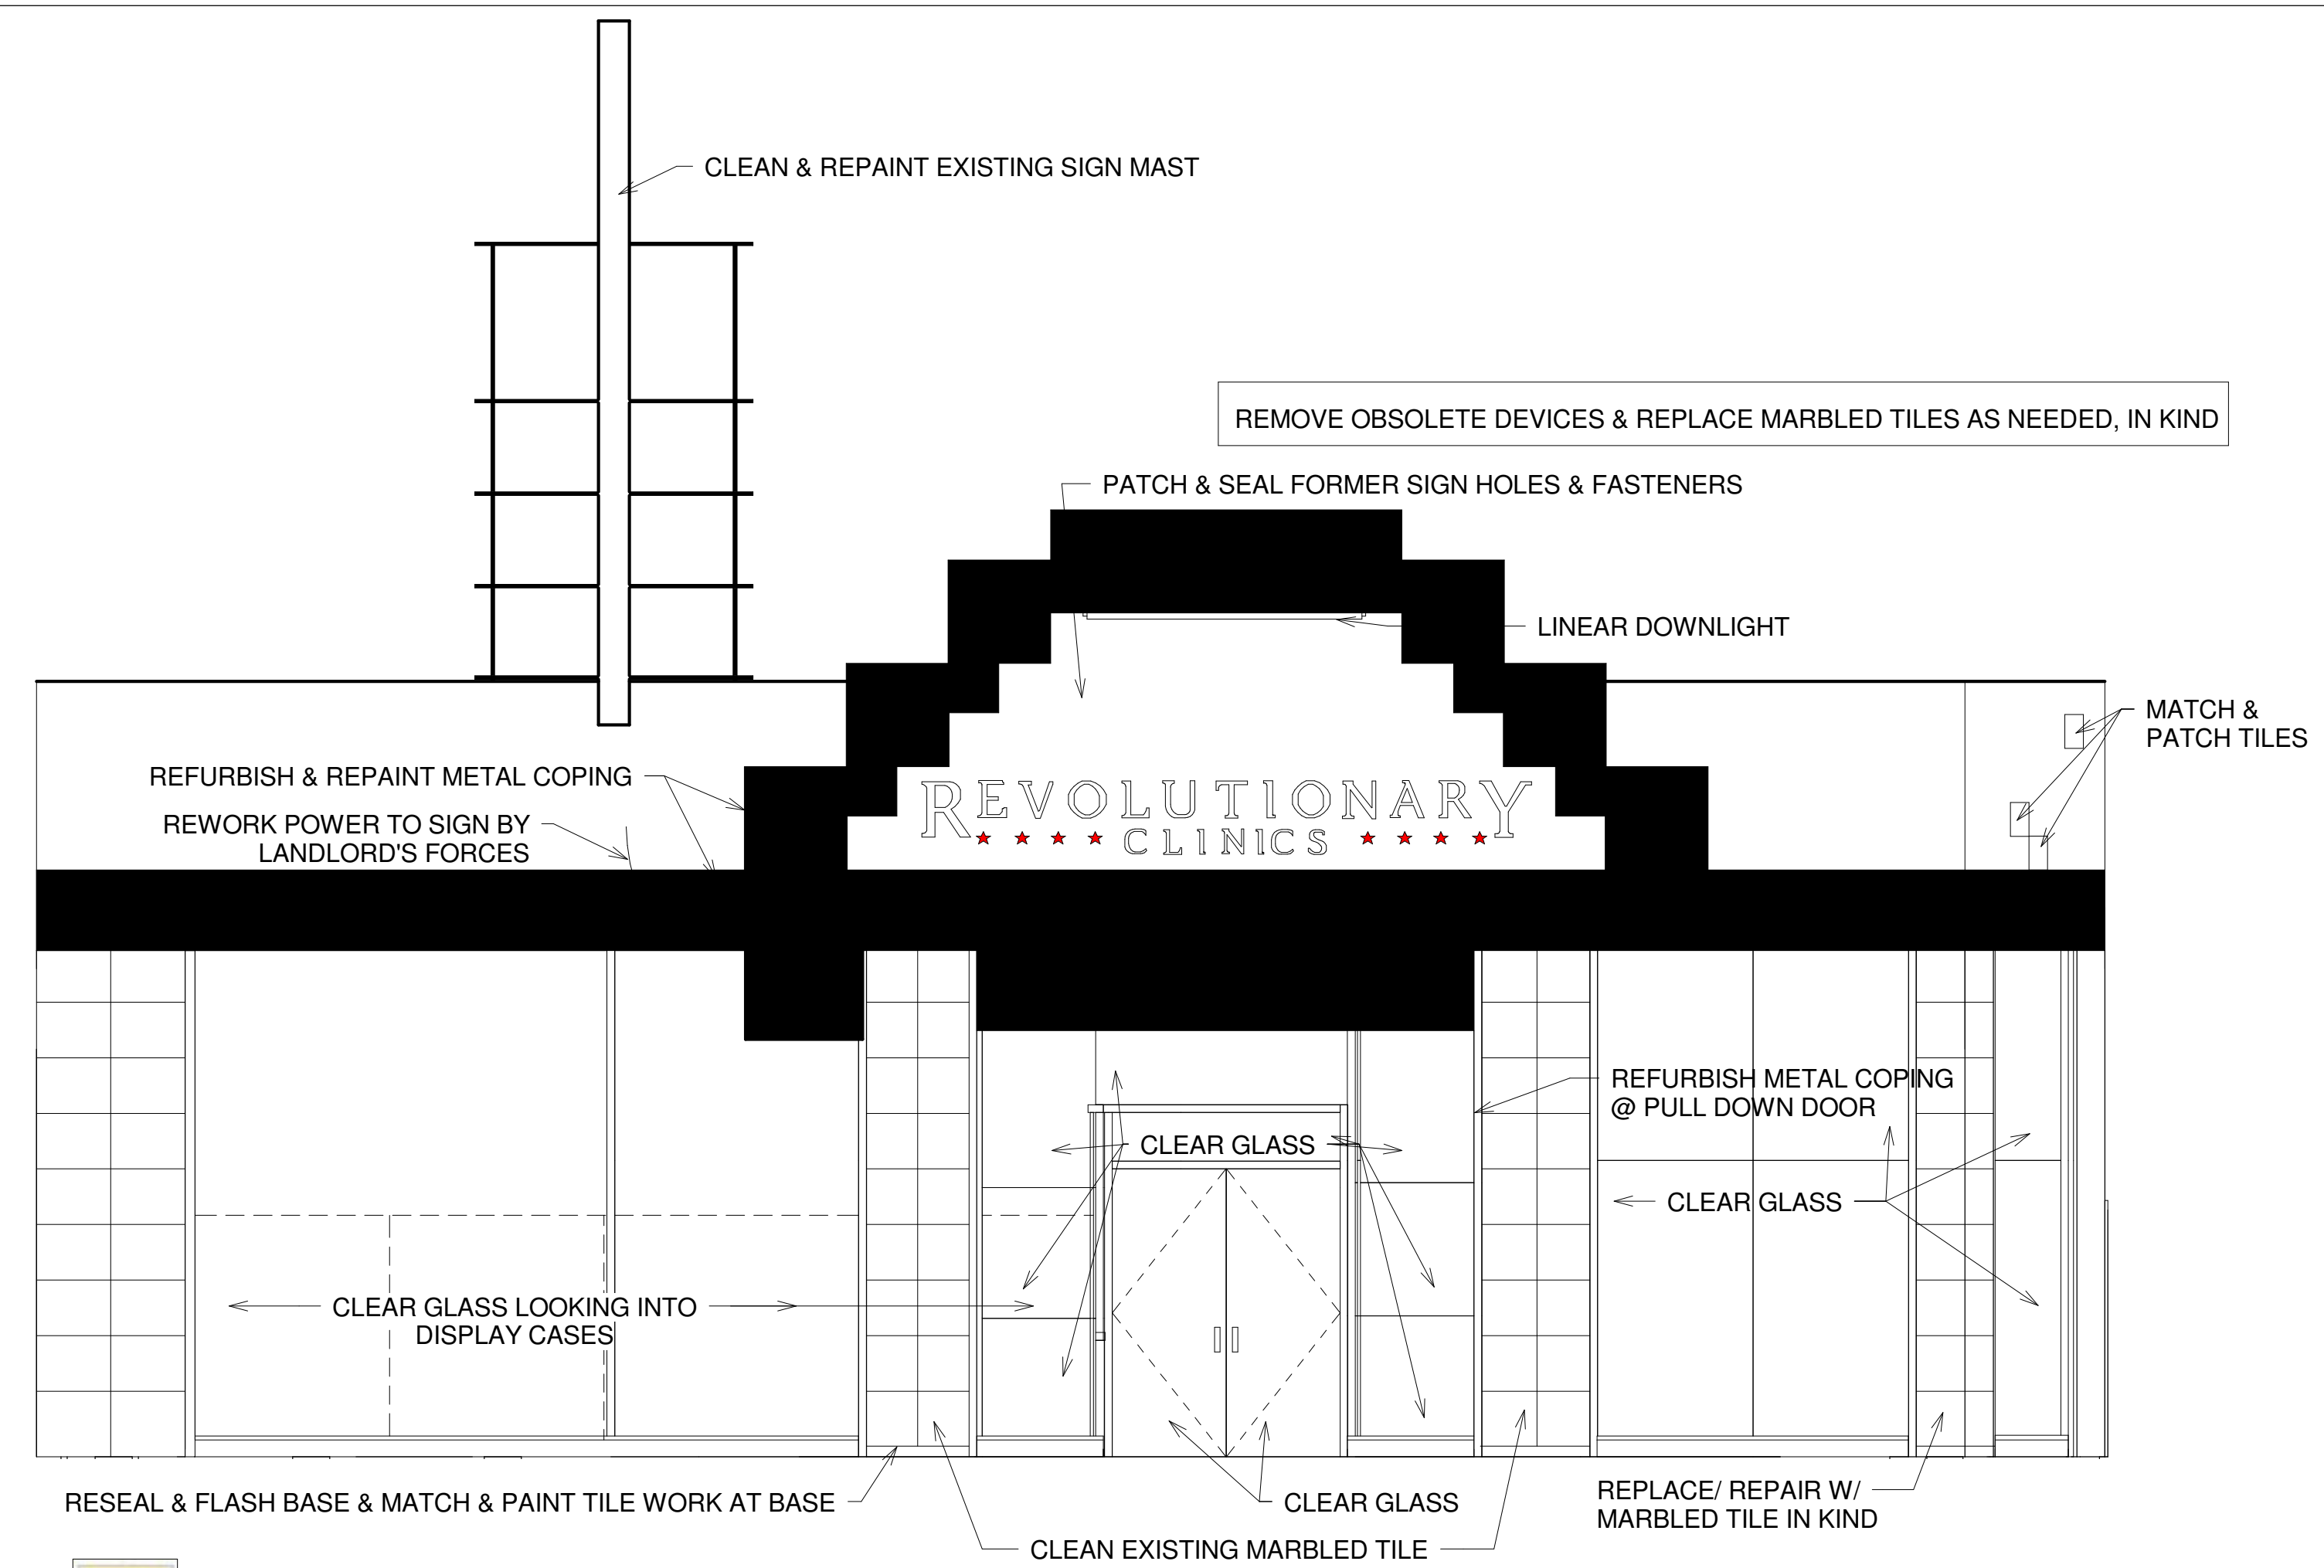 CLEAN & REPAINT EXISTING SIGN MAST
REMOVE OBSOLETE DEVICES & REPLACE MARBLED TILES AS NEEDED, IN KIND
PATCH & SEAL FORMER SIGN HOLES & FASTENERS
LINEAR DOWNLIGHT
MATCH &
PATCH TILES
REFURBISH & REPAINT METAL COPING
REWORK POWER TO SIGN BY
LANDLORD'S FORCES
REVOLUTIONARY
CLINICS
REFURBISH METAL COPING
@ PULL DOWN DOOR
CLEAR GLASS
CLEAR GLASS
CLEAR GLASS LOOKING INTO
DISPLAY CASES
RESEAL & FLASH BASE & MATCH & PAINT TILE WORK AT BASE
CLEAR GLASS
REPLACE/ REPAIR W/
MARBLED TILE IN KIND
CLEAN EXISTING MARBLED TILE